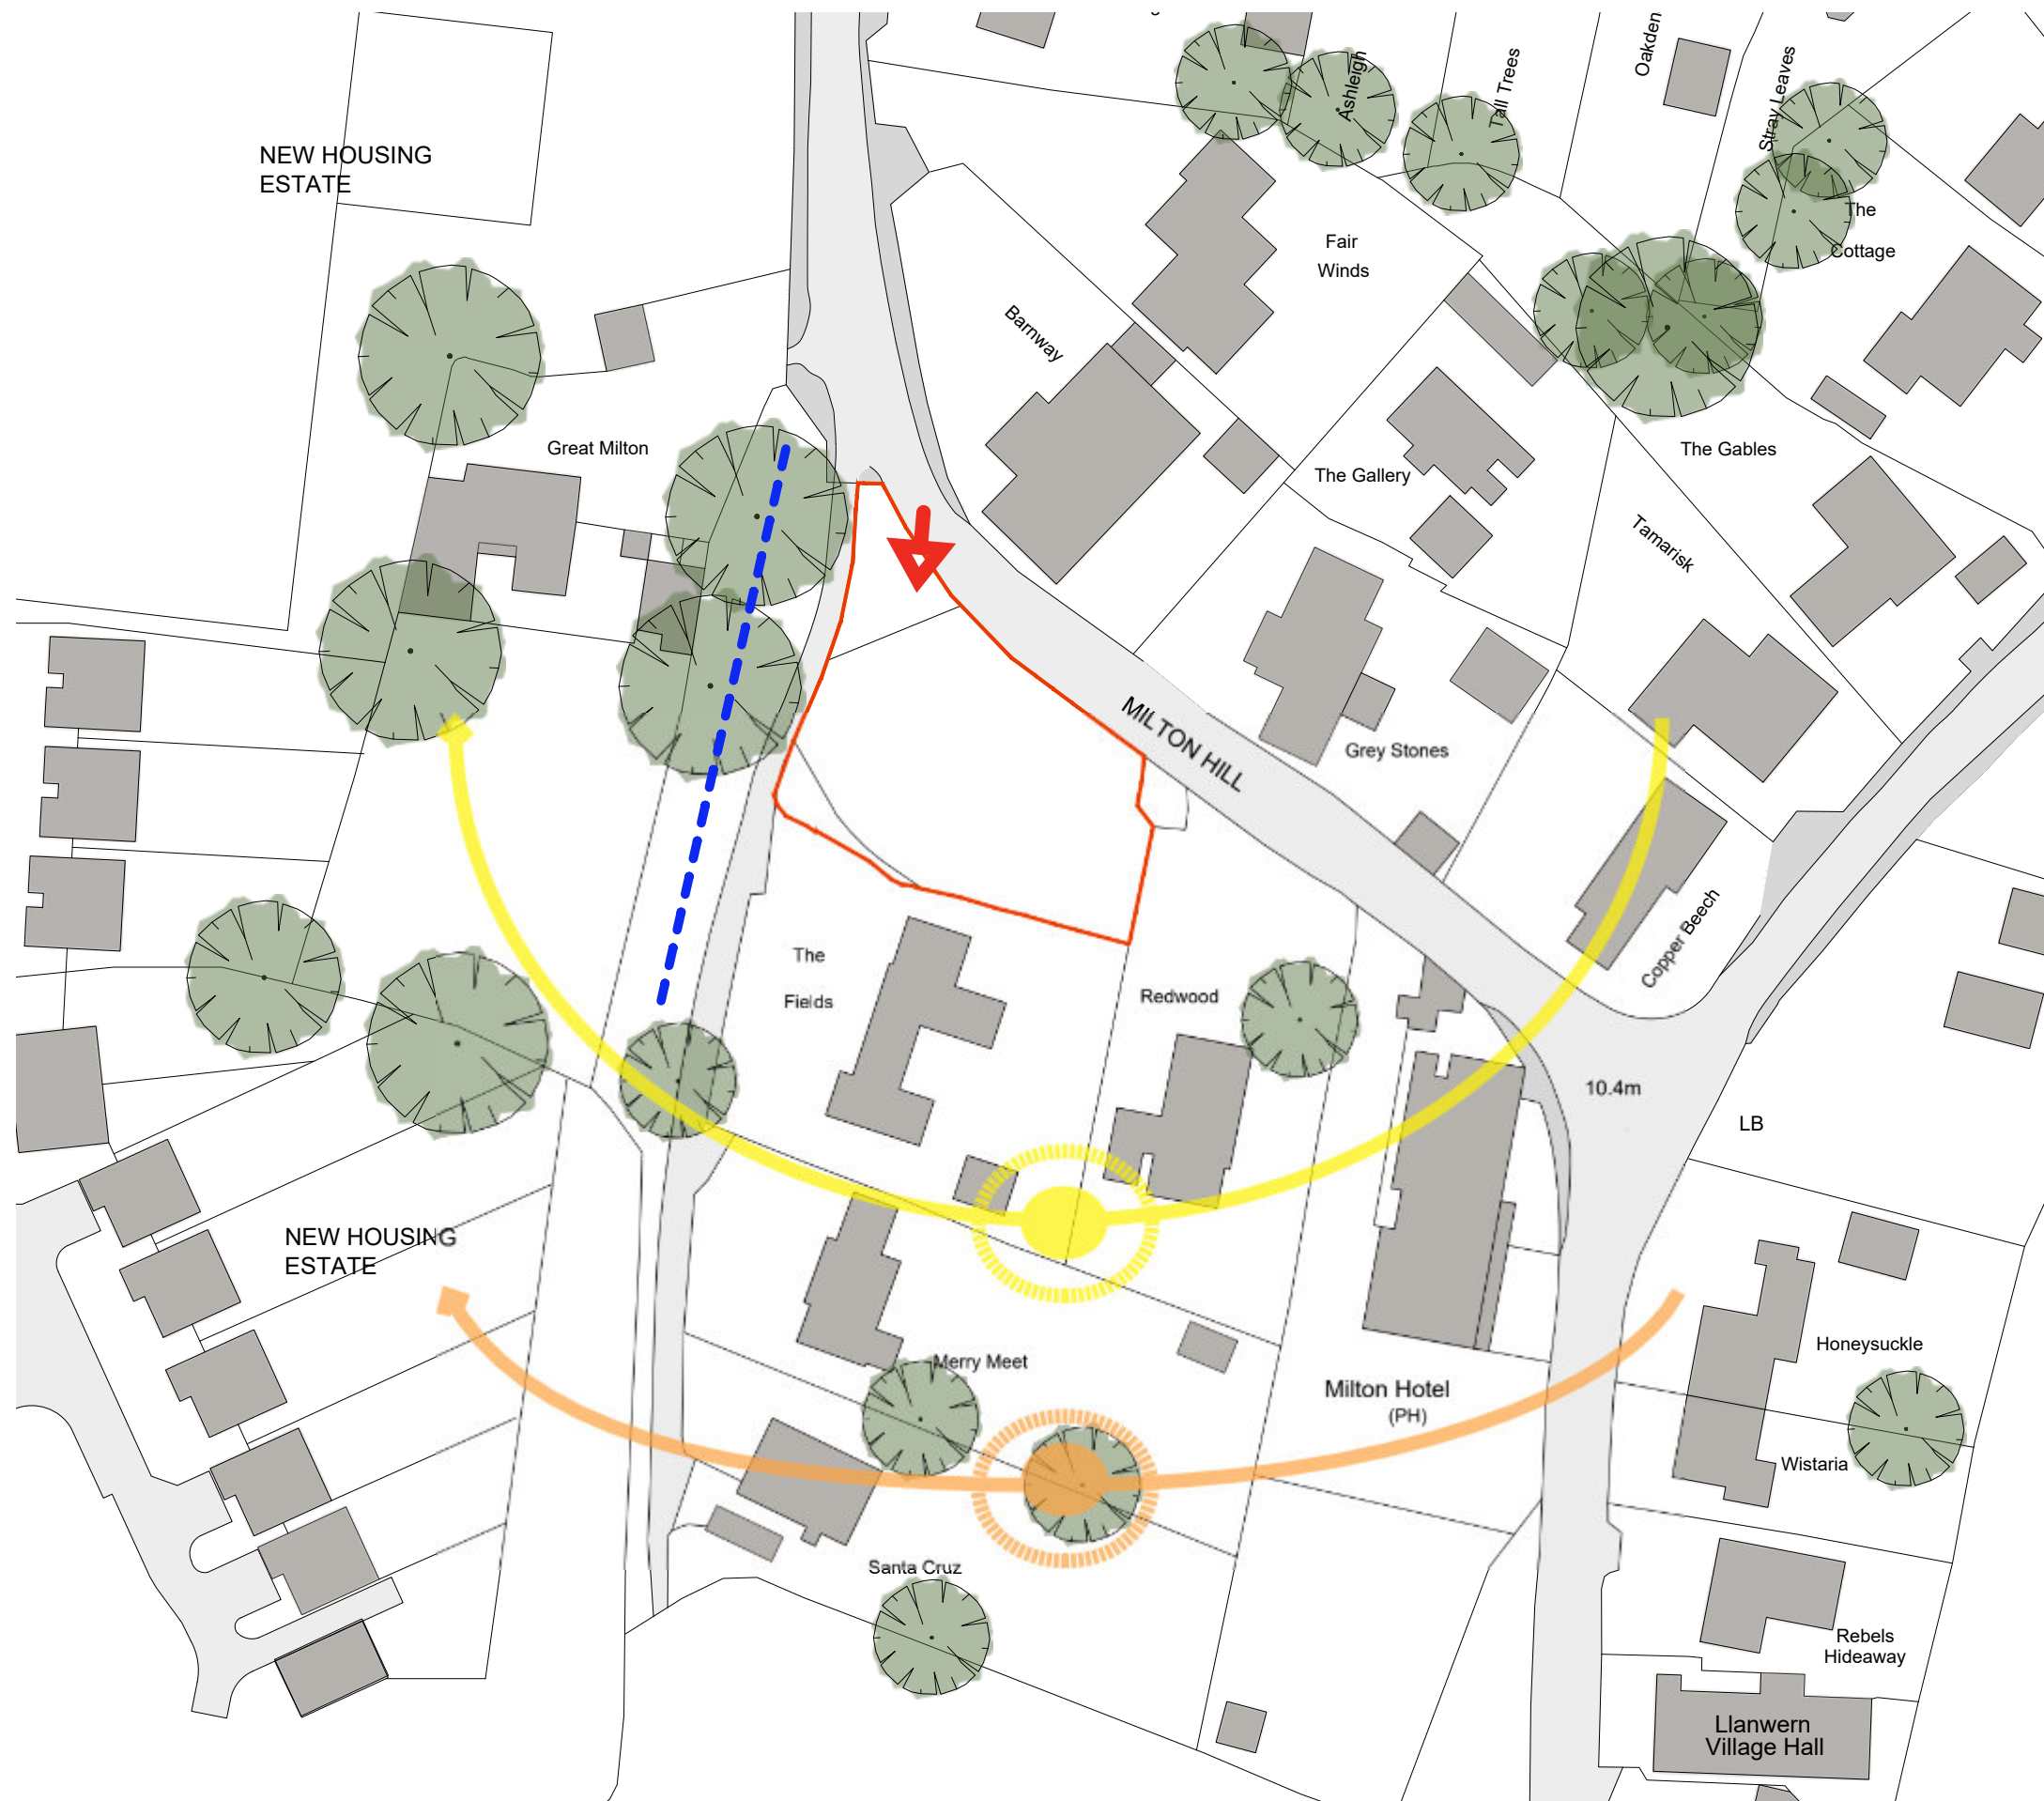 Ashleigh
Tall Trees
Oakden
Stray Leaves
NEW HOUSING
ESTATE
The
Cottage
Fair
Winds
Barnway
Great Milton
The Gallery
The Gables
Tamarisk
MILTON HILL
Grey Stones
Copper Beech
The
Fields
Redwood
10.4m
LB
NEW HOUSING
ESTATE
Merry Meet
Milton Hotel
(PH)
Honeysuckle
Wistaria
Santa Cruz
Rebels
Hideaway
Llanwern
Village Hall